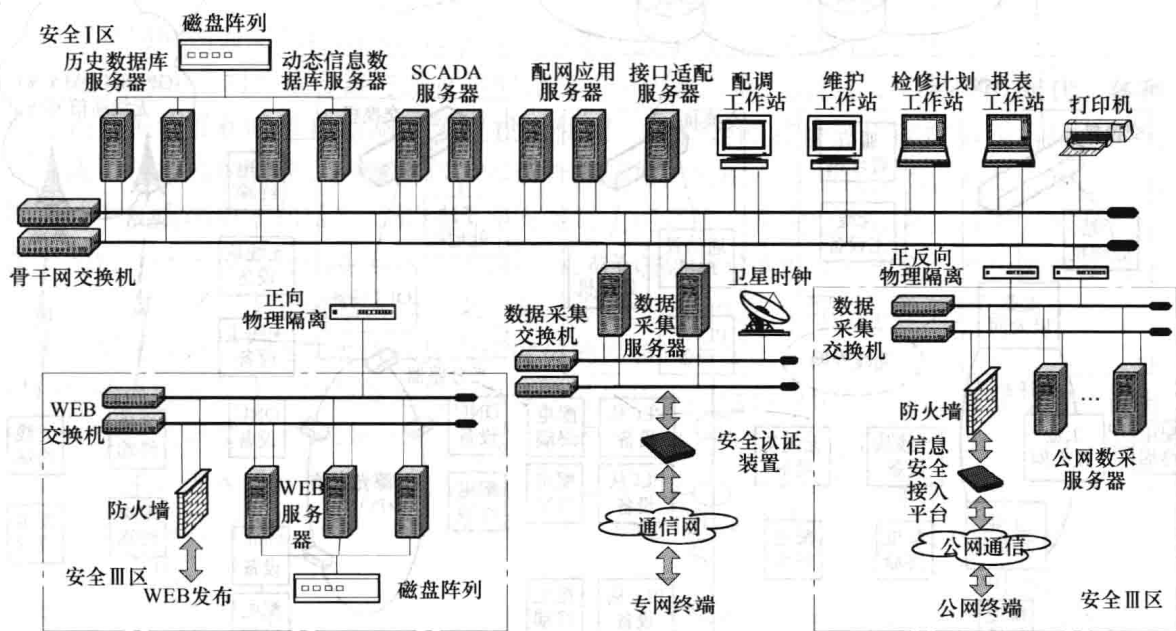 安全Ⅰ区
磁盘阵列
历史数据库
服务器
动态信息数
据库服务器
SCADA
服务器
配网应用
服务器
接口适配
服务器
配调
工作站
维护
工作站
检修计划
工作站
报表
工作站
打印机
骨干网交换机
正向
物理隔离
数据采集
交换机
数据
采集
服务器
卫星时钟
正反向
物理隔离
数据
采集
交换机
WEB
交换机
防火墙
WEB
服务
器
安全Ⅲ区
WEB发布
磁盘阵列
安全认证
装置
通信网
专网终端
防火墙
信息
安全
接入
平台
公网数采
服务器
…
公网通信
公网终端
安全Ⅲ区